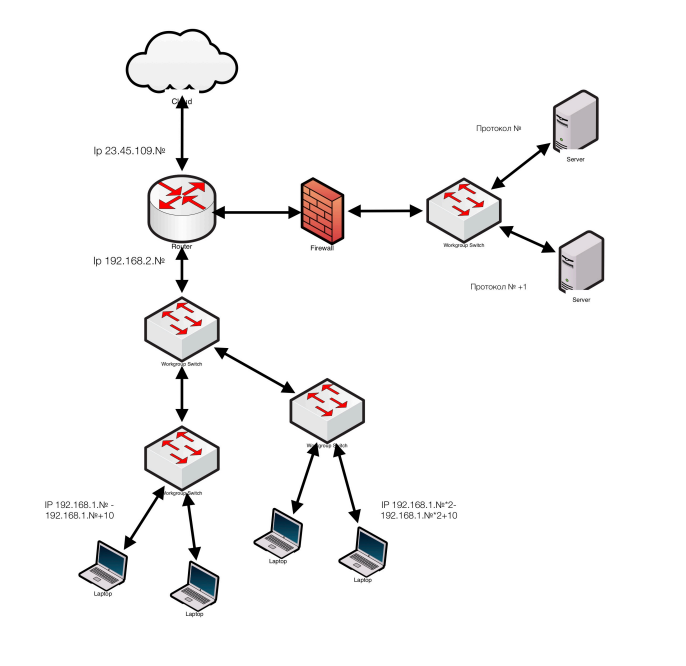 Cloud
Ip 23.45.109.№
Router
Ip 192.168.2.№
Firewall
Workgroup Switch
Протокол №
Server
Протокол № +1
Server
Workgroup Switch
Workgroup Switch
Workgroup Switch
IP 192.168.1.№ -
192.168.1.№+10
IP 192.168.1.№*2-
192.168.1.№*2+10
Laptop
Laptop
Laptop
Laptop